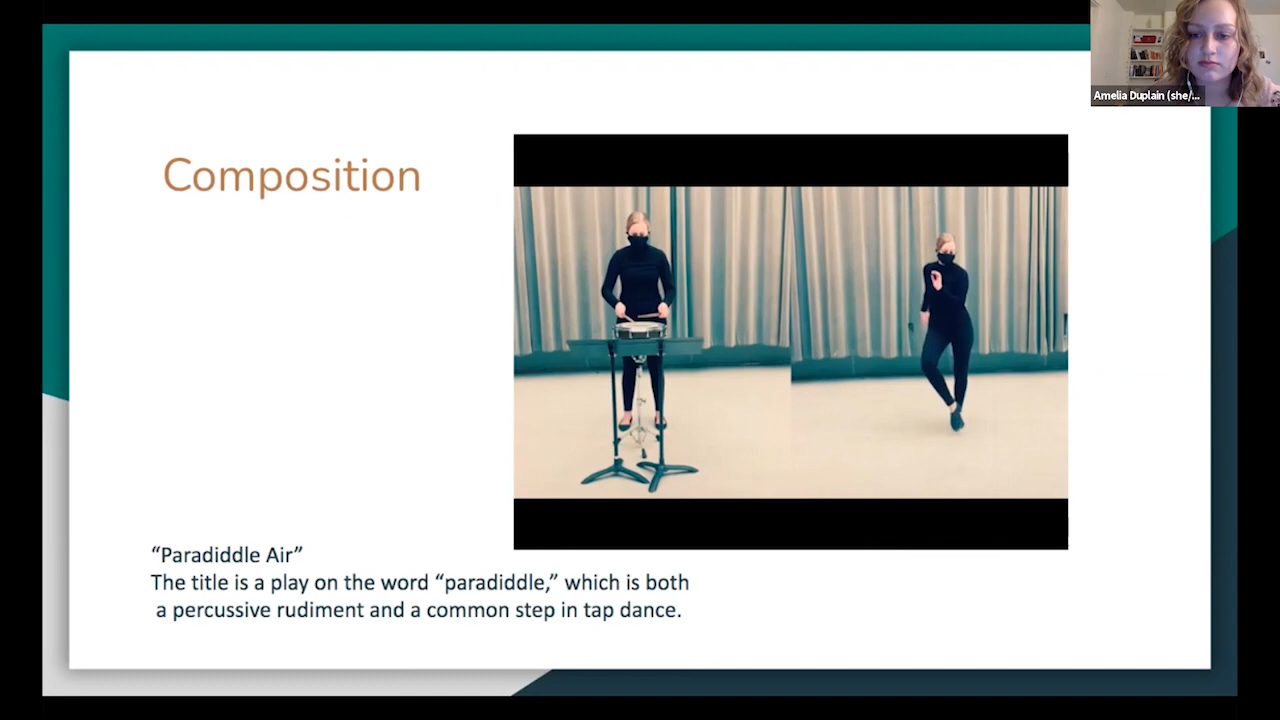 Amelia Duplain (she/...
Composition
“Paradiddle Air”
The title is a play on the word “paradiddle,” which is both
a percussive rudiment and a common step in tap dance.